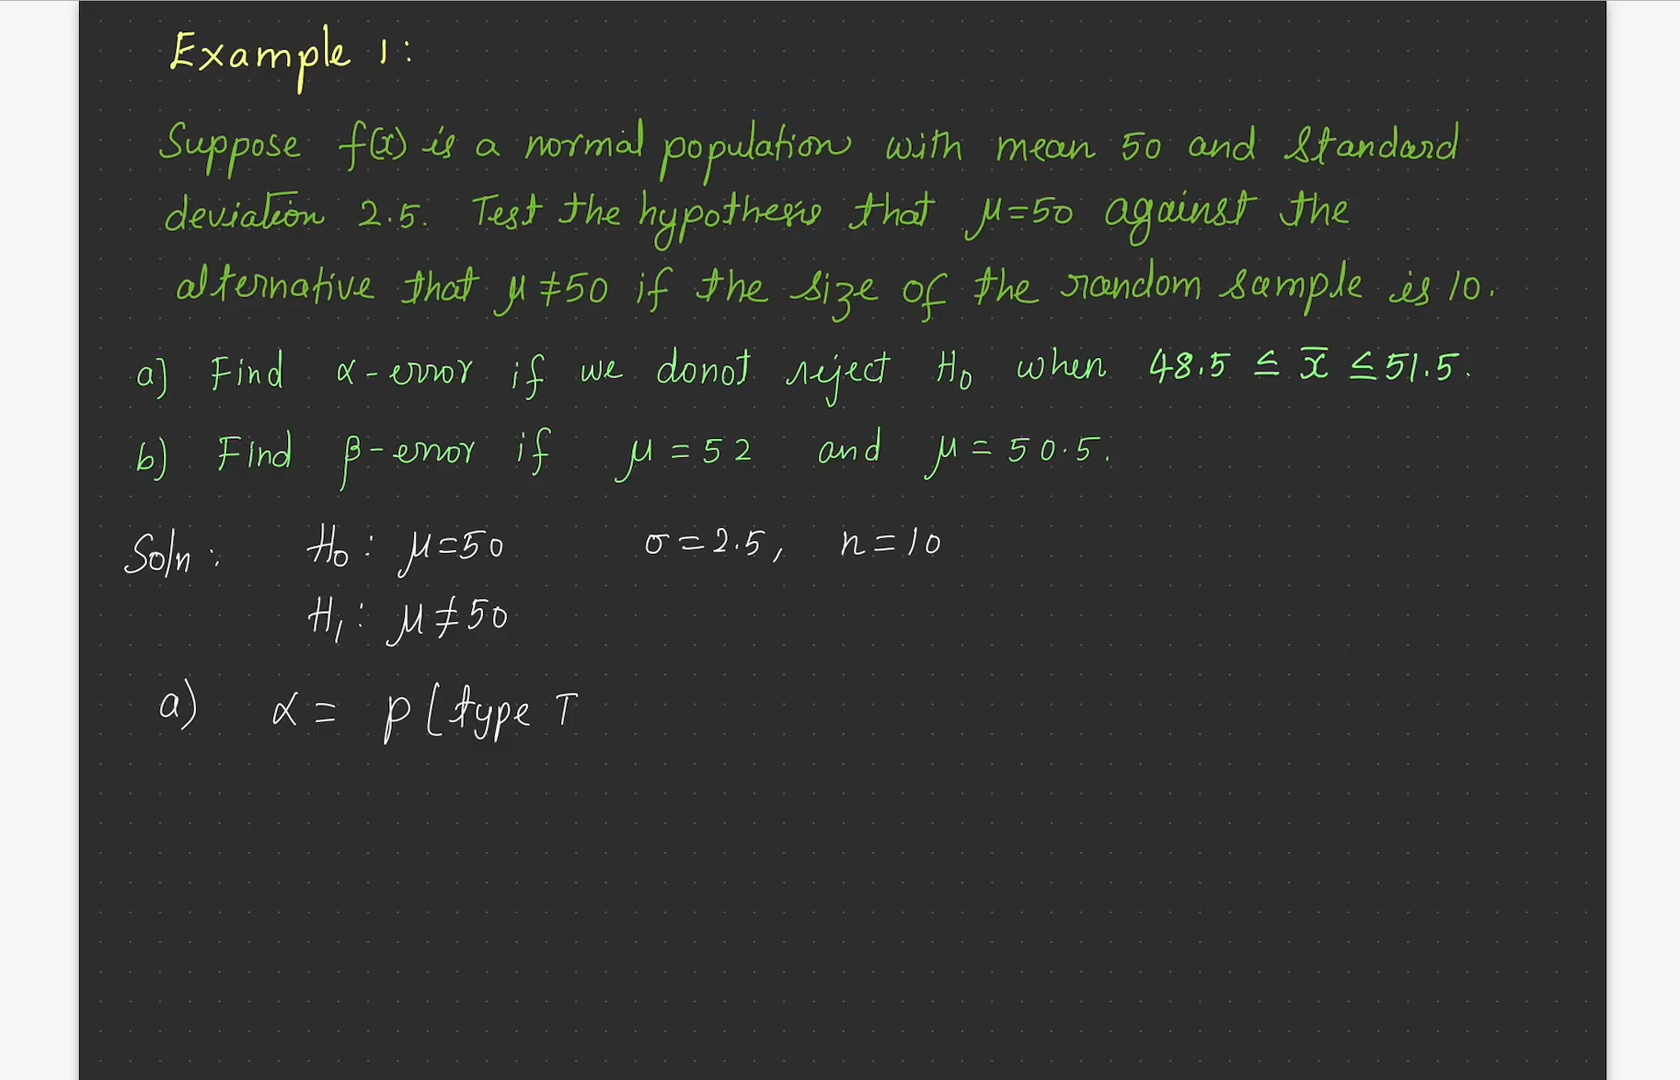 Example 1:
Suppose f(x) is a normal population with mean 50 and standard
deviation 2.5. Test the hypothesis that μ=50 against the
alternative that μ≠50 if the size of the random sample is 10.
a) Find α-error if we donot reject H₀ when 48.5 ≤ x̄ ≤ 51.5.
b) Find β-error if μ = 52 and μ = 50.5.
Soln: H₀: μ=50 σ=2.5, n=10
H₁: μ≠50
a) α = p(type I